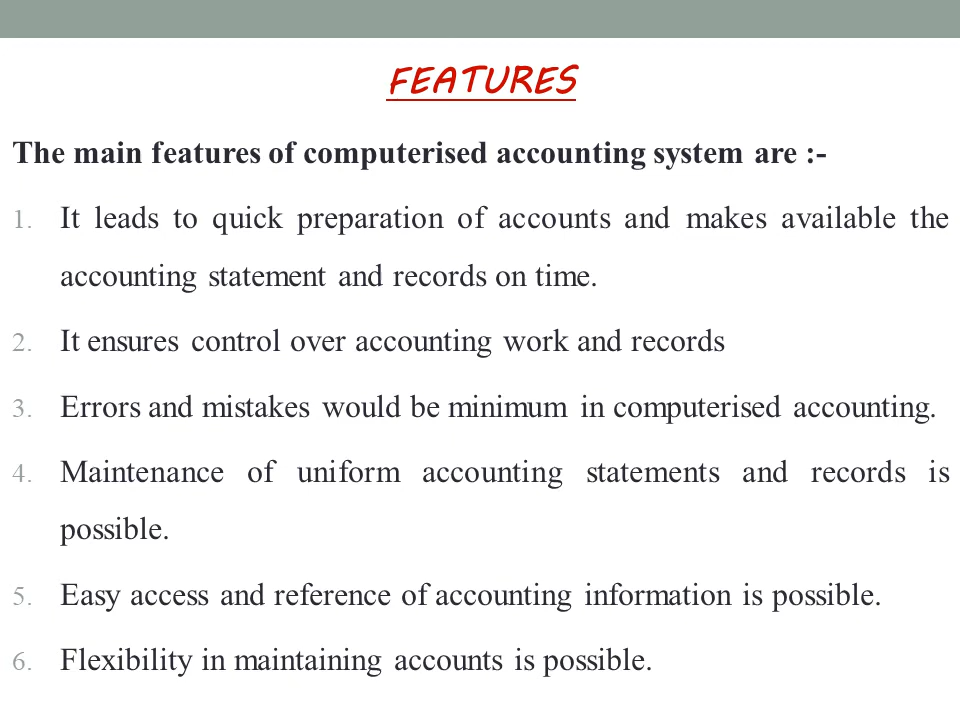 FEATURES
The main features of computerised accounting system are :-
1. It leads to quick preparation of accounts and makes available the
accounting statement and records on time.
2. It ensures control over accounting work and records
3. Errors and mistakes would be minimum in computerised accounting.
4. Maintenance of uniform accounting statements and records is
possible.
5. Easy access and reference of accounting information is possible.
6. Flexibility in maintaining accounts is possible.